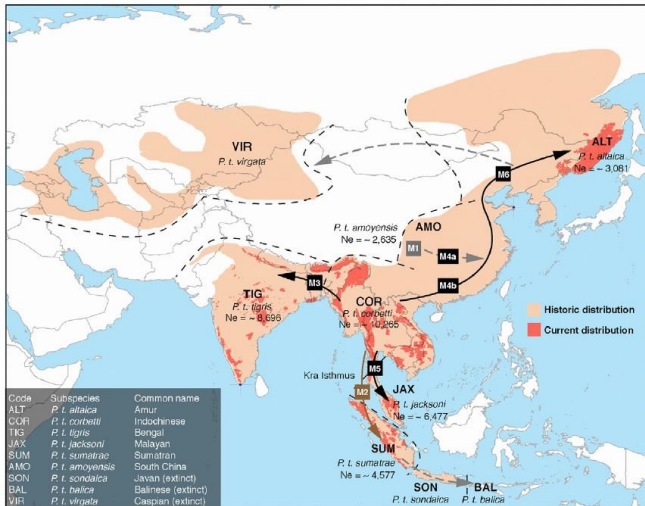 VIR
P. t. virgata
ALT
P. t. altaica
Ne = ~ 3,081
M6
P. t. amoyensis
Ne = ~ 2,635
AMO
M1
M4a
M4b
M3
TIG
P. t. tigris
Ne = ~ 8,696
COR
P. t. corbetti
Ne = ~ 10,265
Historic distribution
Current distribution
Kra Isthmus
M5
M2
JAX
P. t. jacksoni
Ne = ~ 6,477
SUM
P. t. sumatrae
Ne = ~ 4,577
SON
P. t. sondaica
BAL
P. t. balica
Code Subspecies Common name
ALT P. t. altaica Amur
COR P. t. corbetti Indochinese
TIG P. t. tigris Bengal
JAX P. t. jacksoni Malayan
SUM P. t. sumatrae Sumatran
AMO P. t. amoyensis South China
SON P. t. sondaica Javan (extinct)
BAL P. t. balica Balinese (extinct)
VIR P. t. virgata Caspian (extinct)